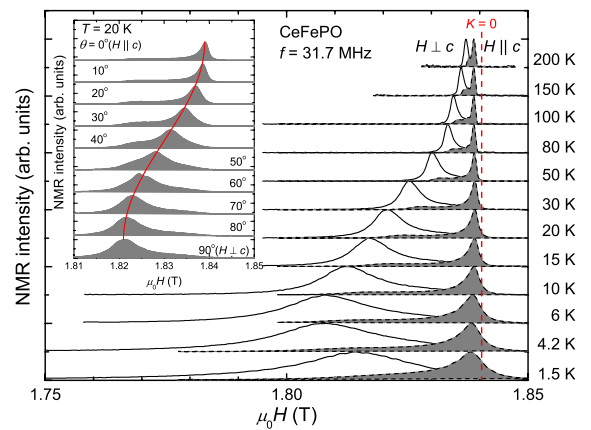 T = 20 K
θ = 0°(H || c)
10°
20°
30°
40°
50°
60°
70°
80°
90°(H ⊥ c)
NMR intensity (arb. units)
1.81 1.82 1.83 1.84 1.85
μ₀H (T)
CeFePO
f = 31.7 MHz
K = 0
H ⊥ c
H || c
200 K
150 K
100 K
80 K
50 K
30 K
20 K
15 K
10 K
6 K
4.2 K
1.5 K
NMR intensity (arb. units)
1.75 1.80 1.85
μ₀H (T)